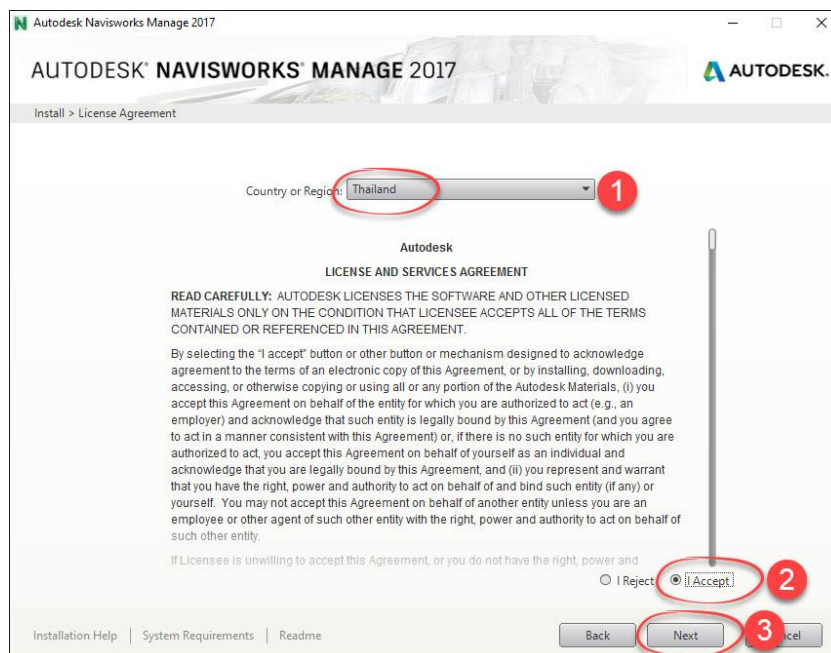 Autodesk Navisworks Manage 2017
AUTODESK® NAVISWORKS® MANAGE 2017
AUTODESK.
Install > License Agreement
Country or Region: Thailand
1
Autodesk
LICENSE AND SERVICES AGREEMENT
READ CAREFULLY: AUTODESK LICENSES THE SOFTWARE AND OTHER LICENSED
MATERIALS ONLY ON THE CONDITION THAT LICENSEE ACCEPTS ALL OF THE TERMS
CONTAINED OR REFERENCED IN THIS AGREEMENT.
By selecting the "I accept" button or other button or mechanism designed to acknowledge
agreement to the terms of an electronic copy of this Agreement, or by installing, downloading,
accessing, or otherwise copying or using all or any portion of the Autodesk Materials, (i) you
accept this Agreement on behalf of the entity for which you are authorized to act (e.g., an
employer) and acknowledge that such entity is legally bound by this Agreement (and you agree
to act in a manner consistent with this Agreement) or, if there is no such entity for which you are
authorized to act, you accept this Agreement on behalf of yourself as an individual and
acknowledge that you are legally bound by this Agreement, and (ii) you represent and warrant
that you have the right, power and authority to act on behalf of and bind such entity (if any) or
yourself. You may not accept this Agreement on behalf of another entity unless you are an
employee or other agent of such other entity with the right, power and authority to act on behalf of
such other entity.
If Licensee is unwilling to accept this Agreement, or you do not have the right, power and
I Reject I Accept 2
Installation Help | System Requirements | Readme Back Next 3